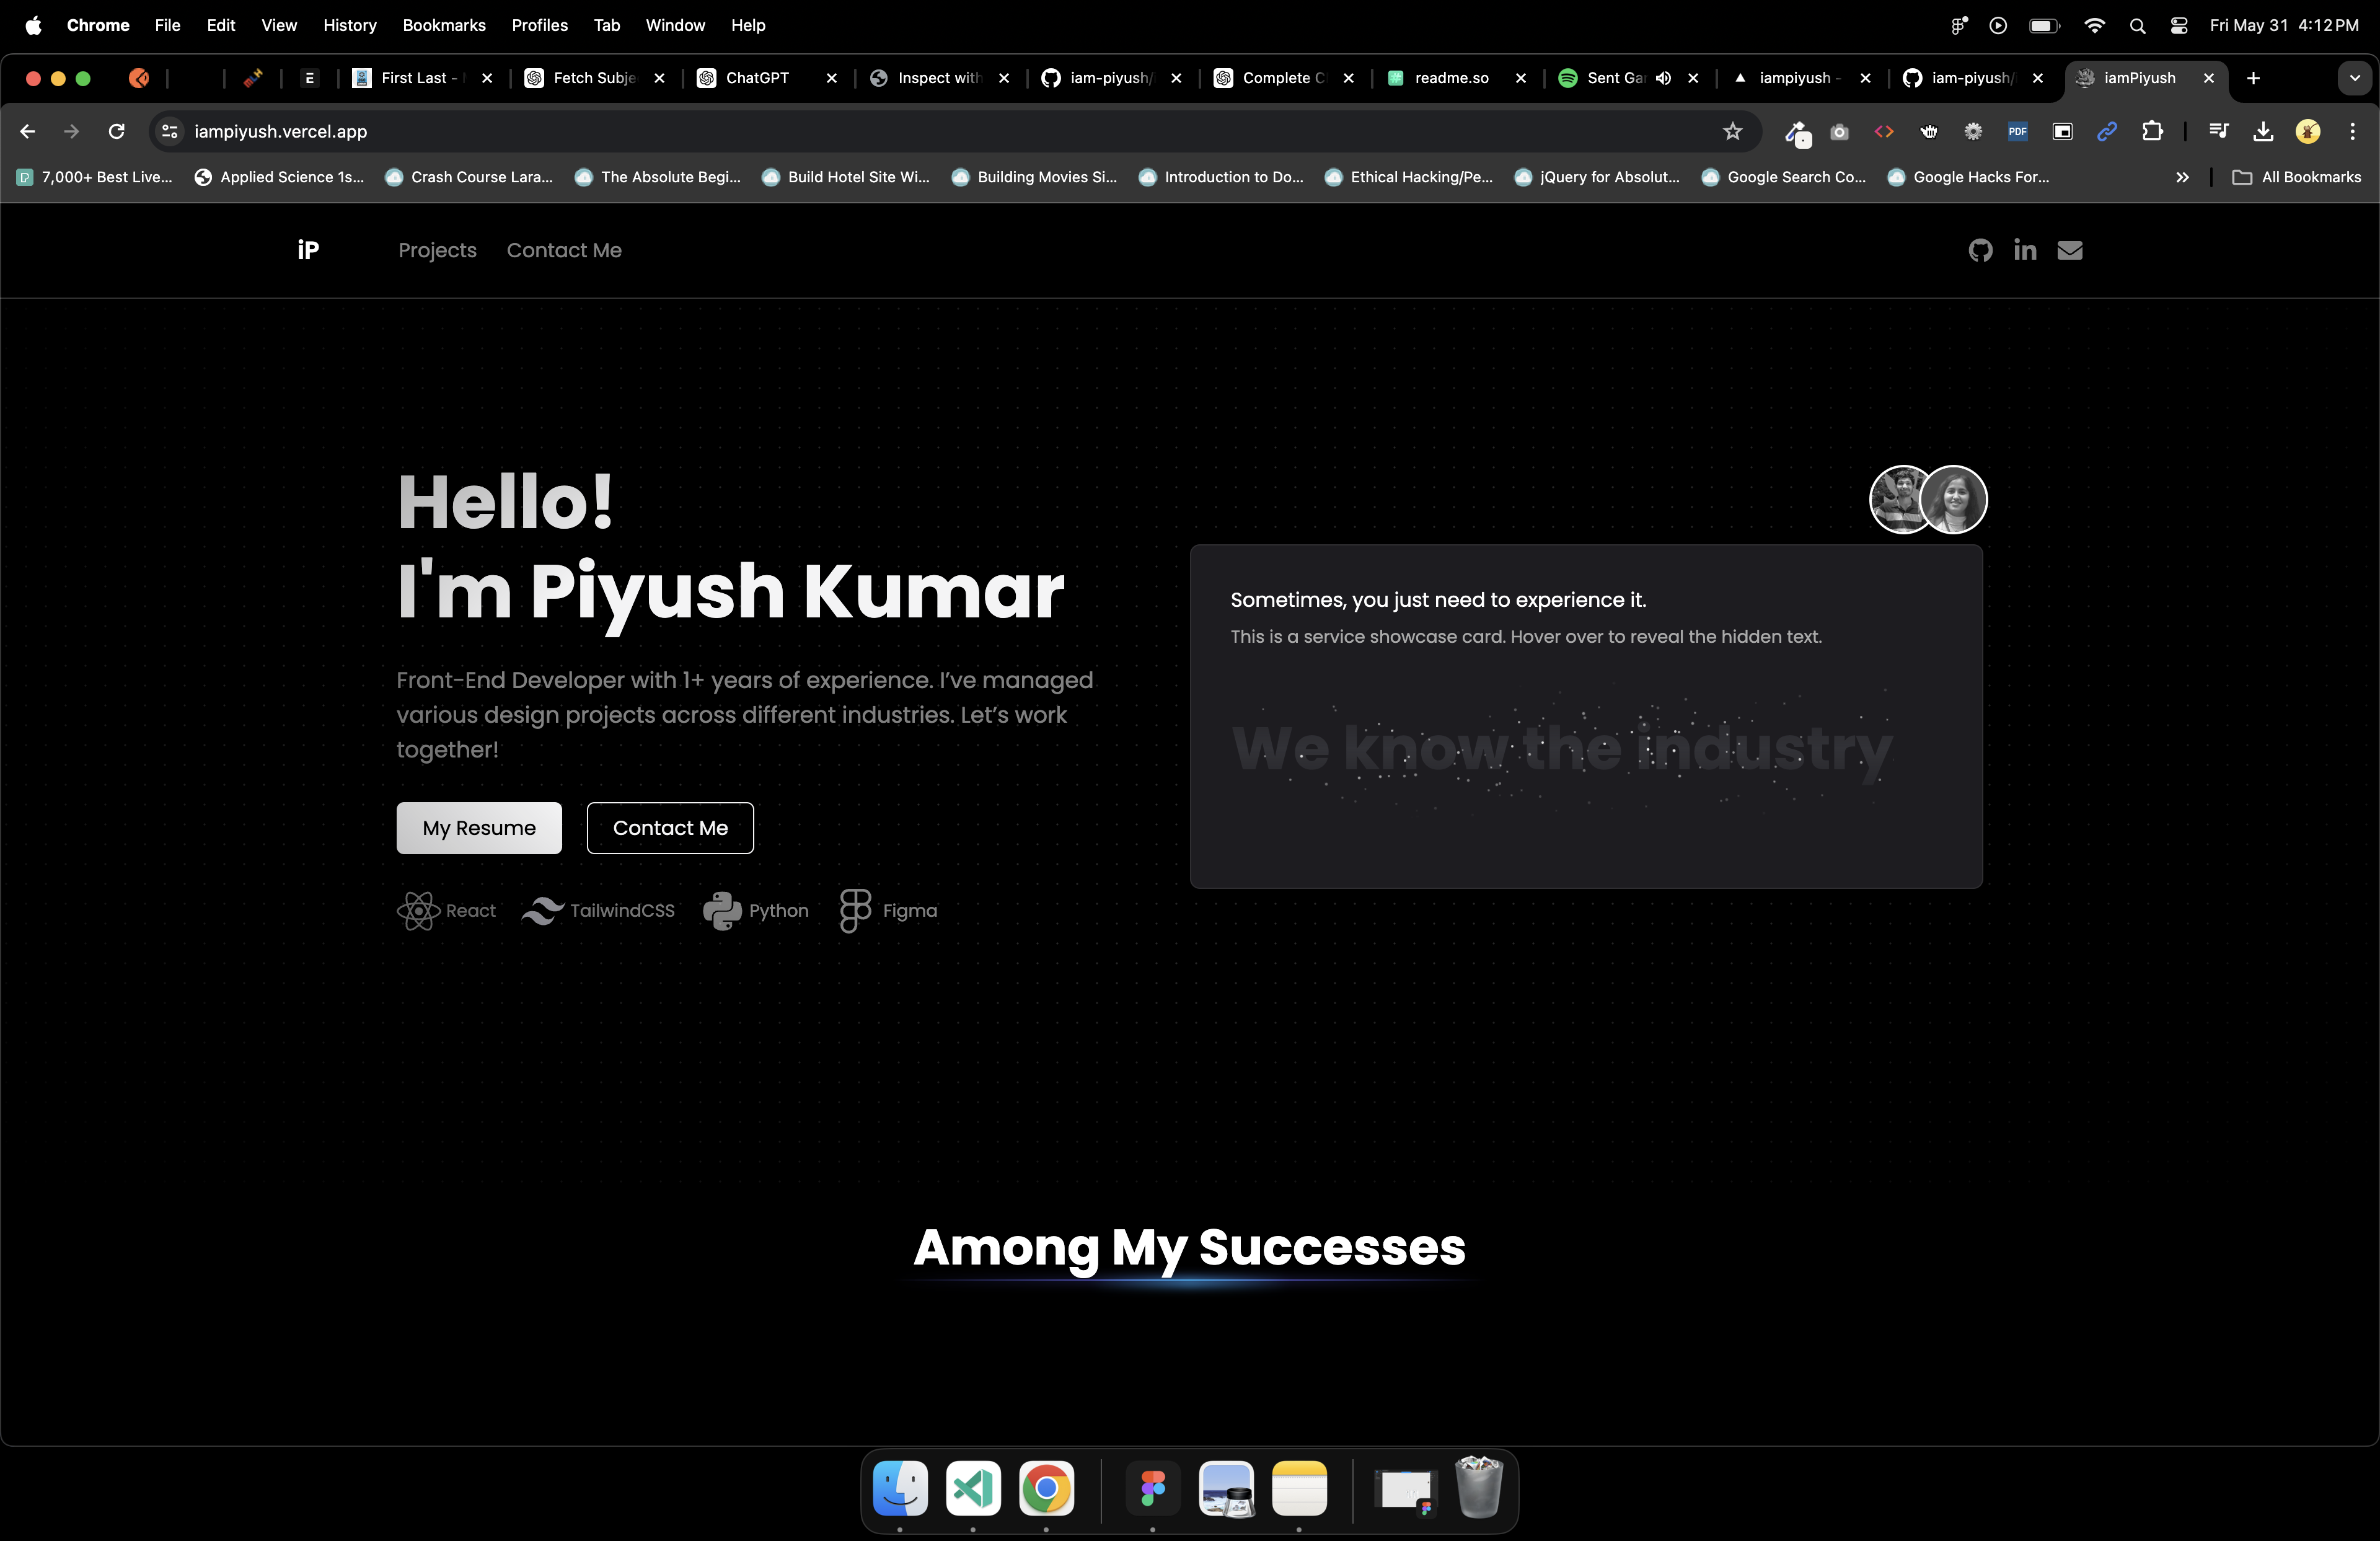 Chrome File Edit View History Bookmarks Profiles Tab Window Help Fri May 31 4:12 PM
First Last - Fetch Subje ChatGPT Inspect with iam-piyush/ Complete C readme.so Sent Gar iampiyush - iam-piyush/ iamPiyush
iampiyush.vercel.app PDF
7,000+ Best Live... Applied Science 1s... Crash Course Lara... The Absolute Begi... Build Hotel Site Wi... Building Movies Si... Introduction to Do... Ethical Hacking/Pe... jQuery for Absolut... Google Search Co... Google Hacks For... All Bookmarks
iP Projects Contact Me in
Hello!
I'm Piyush Kumar
Front-End Developer with 1+ years of experience. I’ve managed
various design projects across different industries. Let’s work
together!
My Resume Contact Me
React TailwindCSS Python Figma
Sometimes, you just need to experience it.
This is a service showcase card. Hover over to reveal the hidden text.
We know the industry
Among My Successes